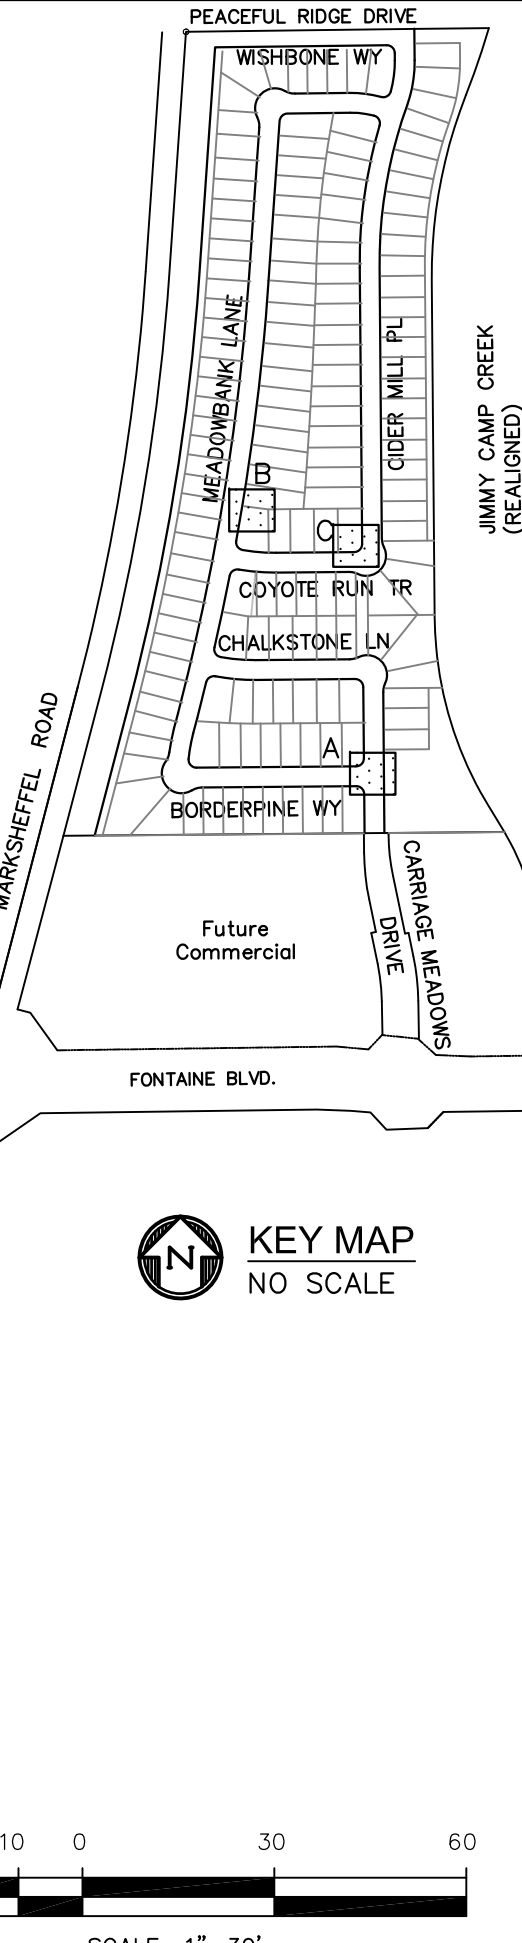 PEACEFUL RIDGE DRIVE
WISHBONE WY
MEADOWBANK LANE
CIDER MILL PL
JIMMY CAMP CREEK
(REALIGNED)
B
COYOTE RUN TR
CHALKSTONE LN
A
BORDERPINE WY
MARKSHEFFEL ROAD
CARRIAGE MEADOWS
DRIVE
Future
Commercial
FONTAINE BLVD.
N
KEY MAP
NO SCALE
10 0 30 60